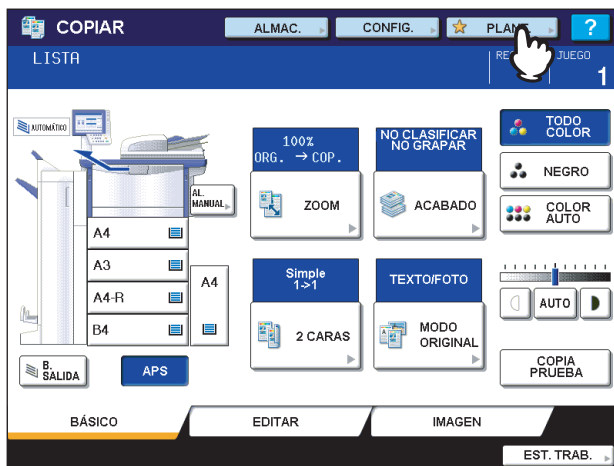 COPIAR
ALMAC.
CONFIG.
?
LISTA
JUEGO
1
AUTOMÁTICO
AL.
MANUAL
A4
A3
A4-R
B4
A4
B.
SALIDA
APS
100%
ORG. → COP.
ZOOM
NO CLASIFICAR
NO GRAPAR
ACABADO
Simple
1->1
2 CARAS
TEXTO/FOTO
MODO
ORIGINAL
TODO
COLOR
NEGRO
COLOR
AUTO
AUTO
COPIA
PRUEBA
BÁSICO
EDITAR
IMAGEN
EST. TRAB.